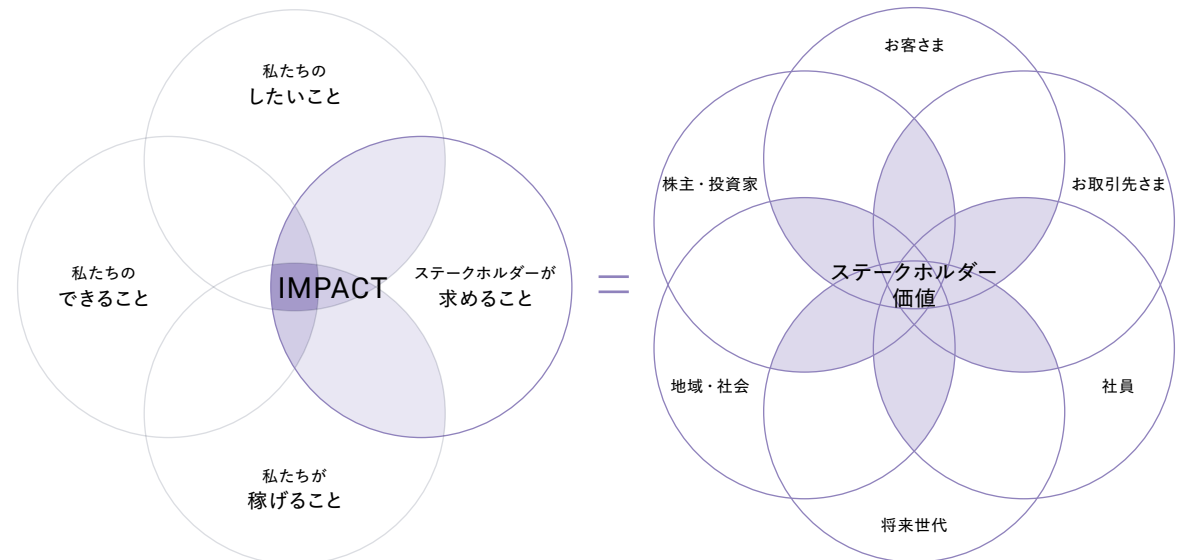 私たちの
したいこと
私たちの
できること
IMPACT
ステークホルダーが
求めること
私たちが
稼げること
=
お客さま
株主・投資家
お取引先さま
ステークホルダー
価値
地域・社会
社員
将来世代